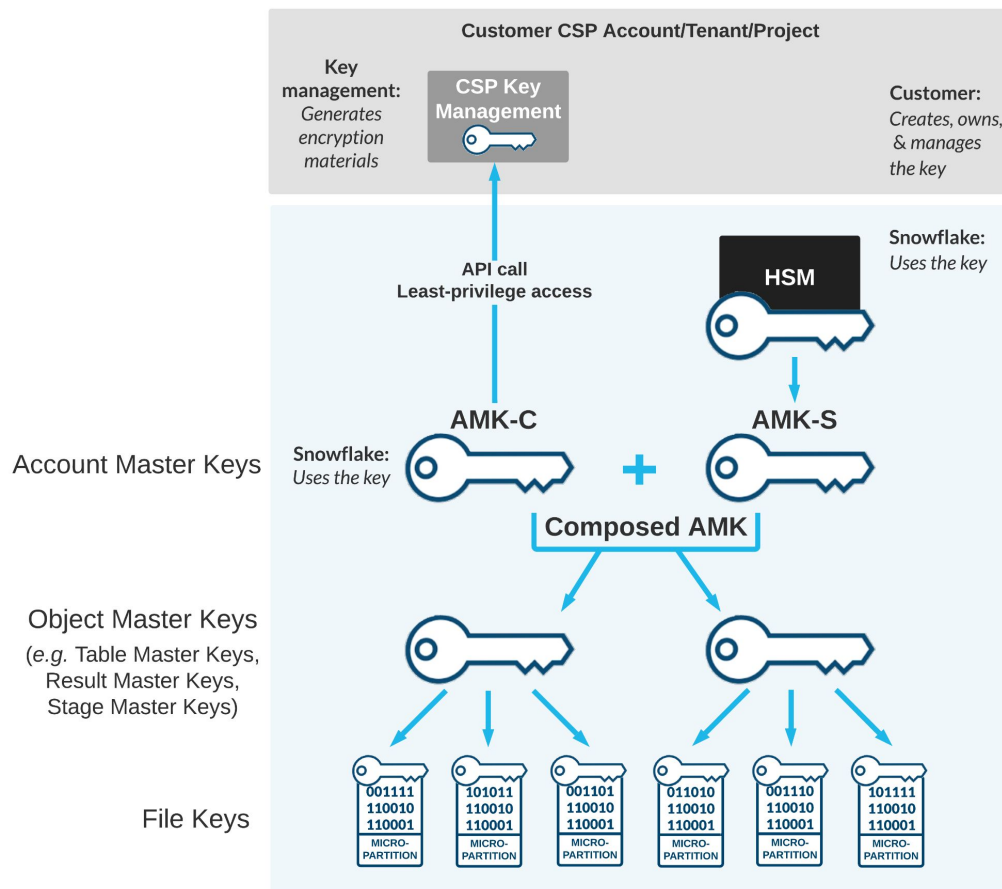 Customer CSP Account/Tenant/Project
Key
management:
Generates
encryption
materials
CSP Key
Management
Customer:
Creates, owns,
& manages
the key
Snowflake:
Uses the key
HSM
API call
Least-privilege access
AMK-C
AMK-S
Account Master Keys
Snowflake:
Uses the key
Composed AMK
Object Master Keys
(e.g. Table Master Keys,
Result Master Keys,
Stage Master Keys)
File Keys
001111
110010
110001
MICRO-
PARTITION
101011
110010
110001
MICRO-
PARTITION
001101
110010
110001
MICRO-
PARTITION
011010
110010
110001
MICRO-
PARTITION
001110
110010
110001
MICRO-
PARTITION
101111
110010
110001
MICRO-
PARTITION